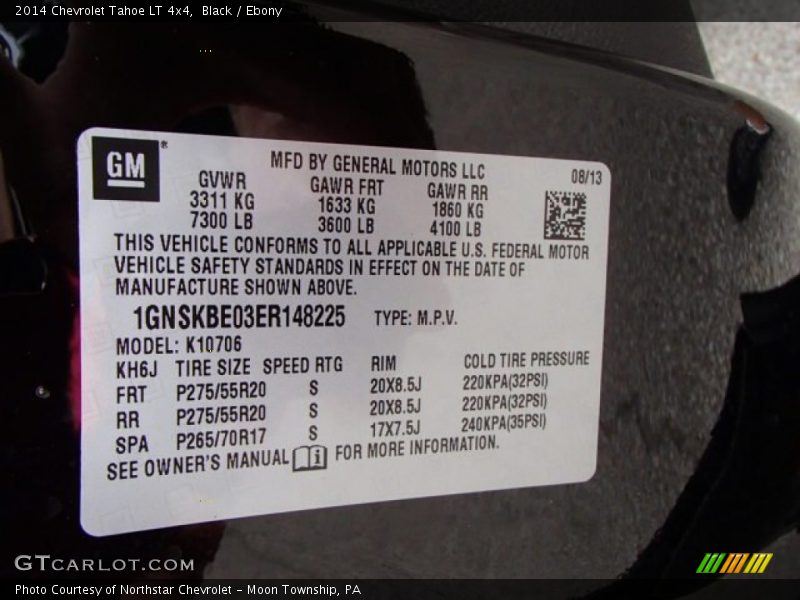 2014 Chevrolet Tahoe LT 4x4,  Black / Ebony
GM®
MFD BY GENERAL MOTORS LLC
08/13
GVWR GAWR FRT GAWR RR
3311 KG 1633 KG 1860 KG
7300 LB 3600 LB 4100 LB
THIS VEHICLE CONFORMS TO ALL APPLICABLE U.S. FEDERAL MOTOR
VEHICLE SAFETY STANDARDS IN EFFECT ON THE DATE OF
MANUFACTURE SHOWN ABOVE.
1GNSKBE03ER148225 TYPE: M.P.V.
MODEL: K10706
KH6J TIRE SIZE SPEED RTG RIM COLD TIRE PRESSURE
FRT P275/55R20 S 20X8.5J 220KPA(32PSI)
RR P275/55R20 S 20X8.5J 220KPA(32PSI)
SPA P265/70R17 S 17X7.5J 240KPA(35PSI)
SEE OWNER'S MANUAL i FOR MORE INFORMATION.
GTCARLOT.COM
Photo Courtesy of Northstar Chevrolet - Moon Township, PA